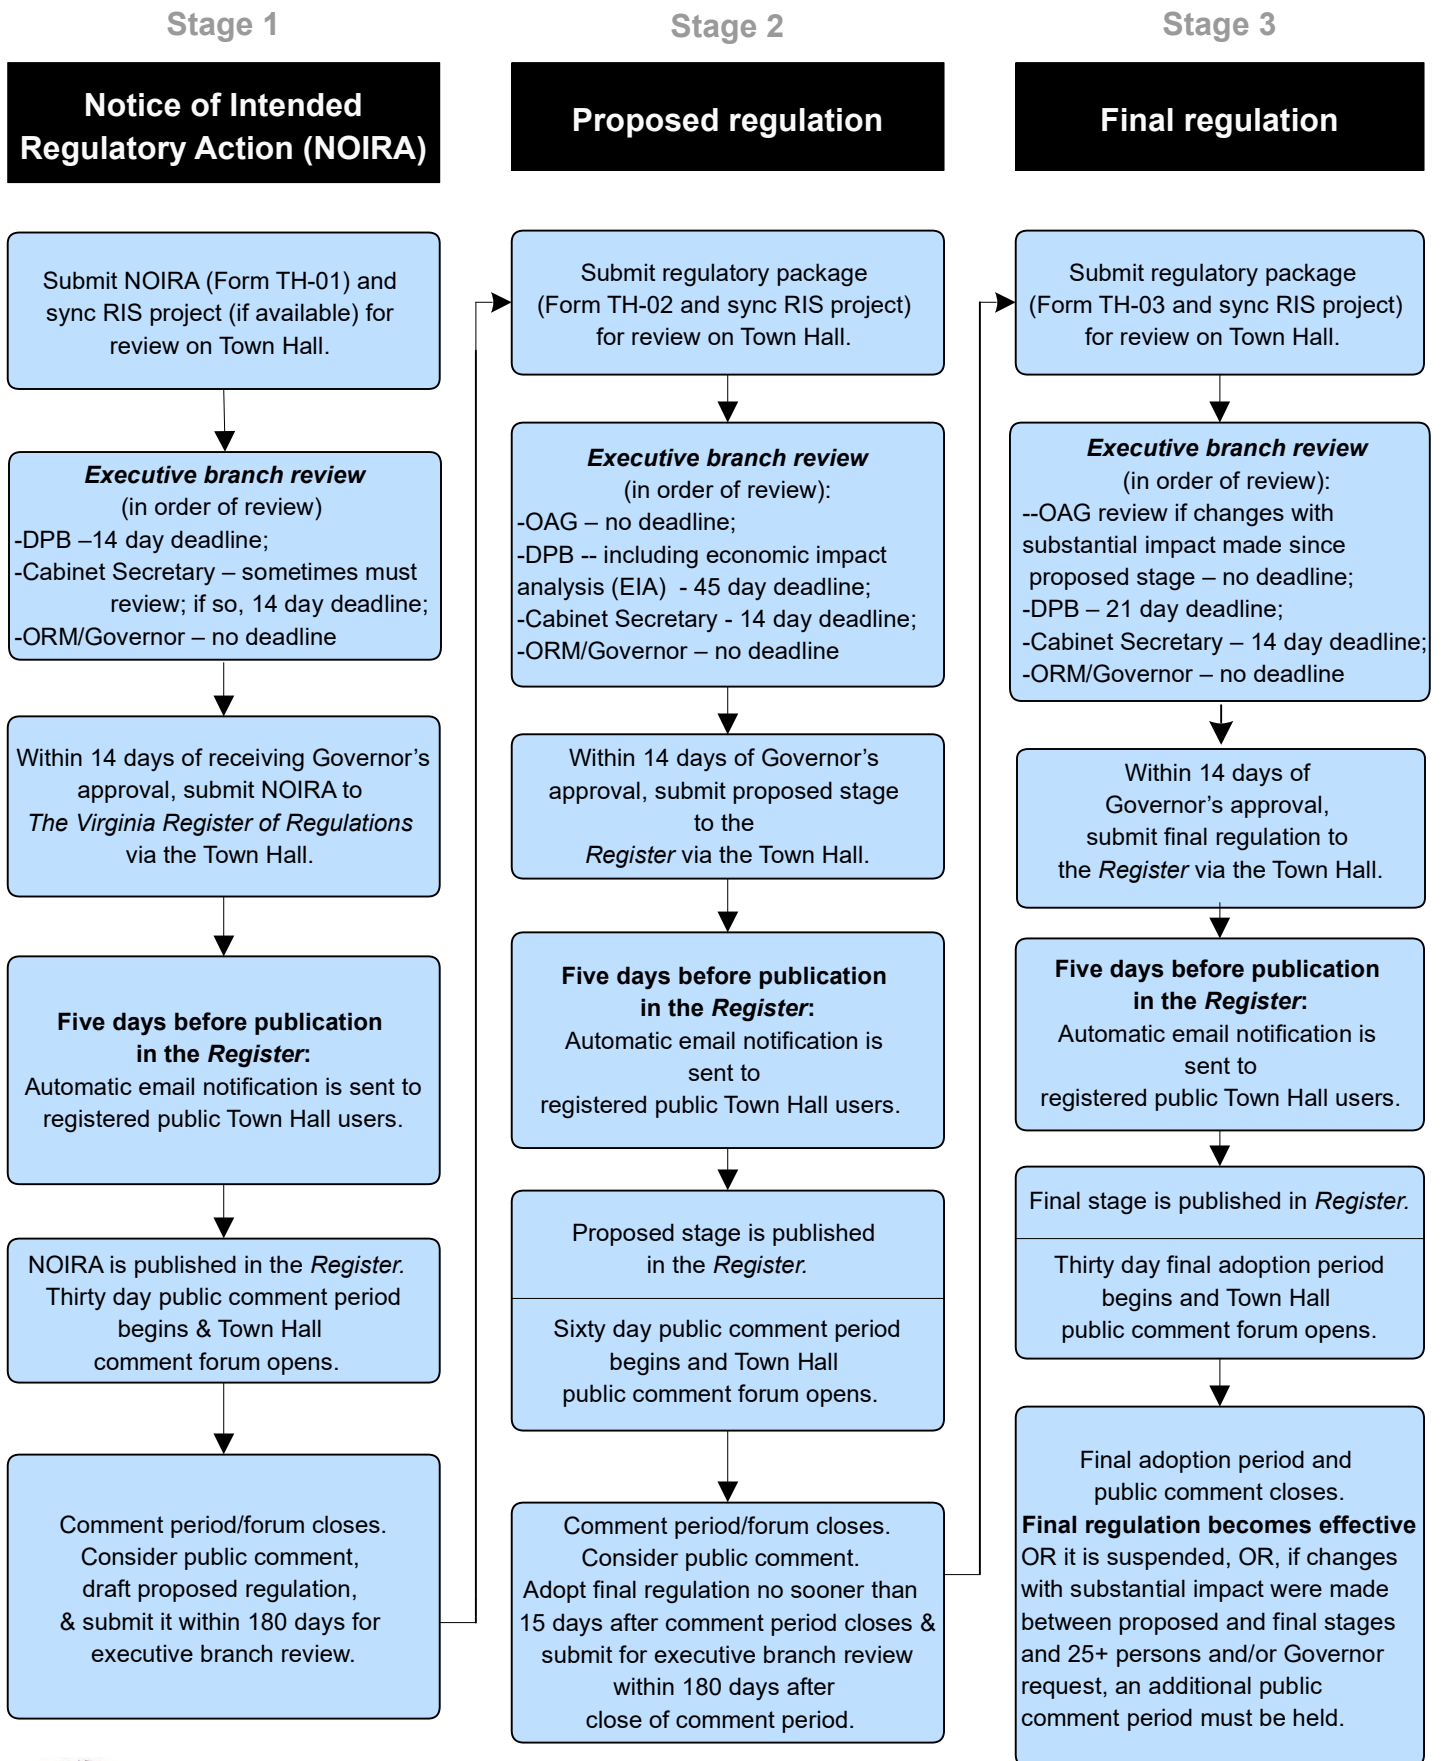 Stage 1
Notice of Intended
Regulatory Action (NOIRA)
Submit NOIRA (Form TH-01) and
sync RIS project (if available) for
review on Town Hall.
Executive branch review
(in order of review)
-DPB –14 day deadline;
-Cabinet Secretary – sometimes must
review; if so, 14 day deadline;
-ORM/Governor – no deadline
Within 14 days of receiving Governor’s
approval, submit NOIRA to
The Virginia Register of Regulations
via the Town Hall.
Five days before publication
in the Register:
Automatic email notification is sent to
registered public Town Hall users.
NOIRA is published in the Register.
Thirty day public comment period
begins & Town Hall
comment forum opens.
Comment period/forum closes.
Consider public comment,
draft proposed regulation,
& submit it within 180 days for
executive branch review.
Stage 2
Proposed regulation
Submit regulatory package
(Form TH-02 and sync RIS project)
for review on Town Hall.
Executive branch review
(in order of review):
-OAG – no deadline;
-DPB -- including economic impact
analysis (EIA)  - 45 day deadline;
-Cabinet Secretary - 14 day deadline;
-ORM/Governor – no deadline
Within 14 days of Governor’s
approval, submit proposed stage
to the
Register via the Town Hall.
Five days before publication
in the Register:
Automatic email notification is
sent to
registered public Town Hall users.
Proposed stage is published
in the Register.
Sixty day public comment period
begins and Town Hall
public comment forum opens.
Comment period/forum closes.
Consider public comment.
Adopt final regulation no sooner than
15 days after comment period closes &
submit for executive branch review
within 180 days after
close of comment period.
Stage 3
Final regulation
Submit regulatory package
(Form TH-03 and sync RIS project)
for review on Town Hall.
Executive branch review
(in order of review):
--OAG review if changes with
substantial impact made since
proposed stage – no deadline;
-DPB – 21 day deadline;
-Cabinet Secretary – 14 day deadline;
-ORM/Governor – no deadline
Within 14 days of
Governor’s approval,
submit final regulation to
the Register via the Town Hall.
Five days before publication
in the Register:
Automatic email notification is
sent to
registered public Town Hall users.
Final stage is published in Register.
Thirty day final adoption period
begins and Town Hall
public comment forum opens.
Final adoption period and
public comment closes.
Final regulation becomes effective
OR it is suspended, OR, if changes
with substantial impact were made
between proposed and final stages
and 25+ persons and/or Governor
request, an additional public
comment period must be held.